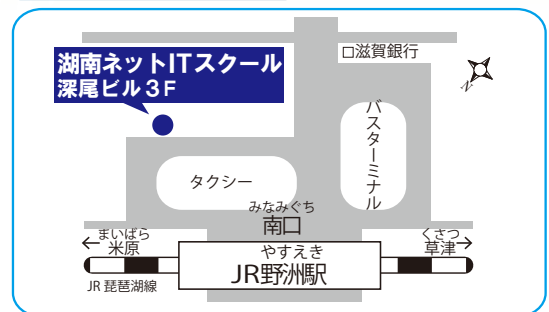 湖南ネットITスクール
深尾ビル3F
口滋賀銀行
N
バスターミナル
タクシー
みなみぐち
南口
まいばら
←米原
やすえき
JR野洲駅
くさつ
草津→
JR 琵琶湖線